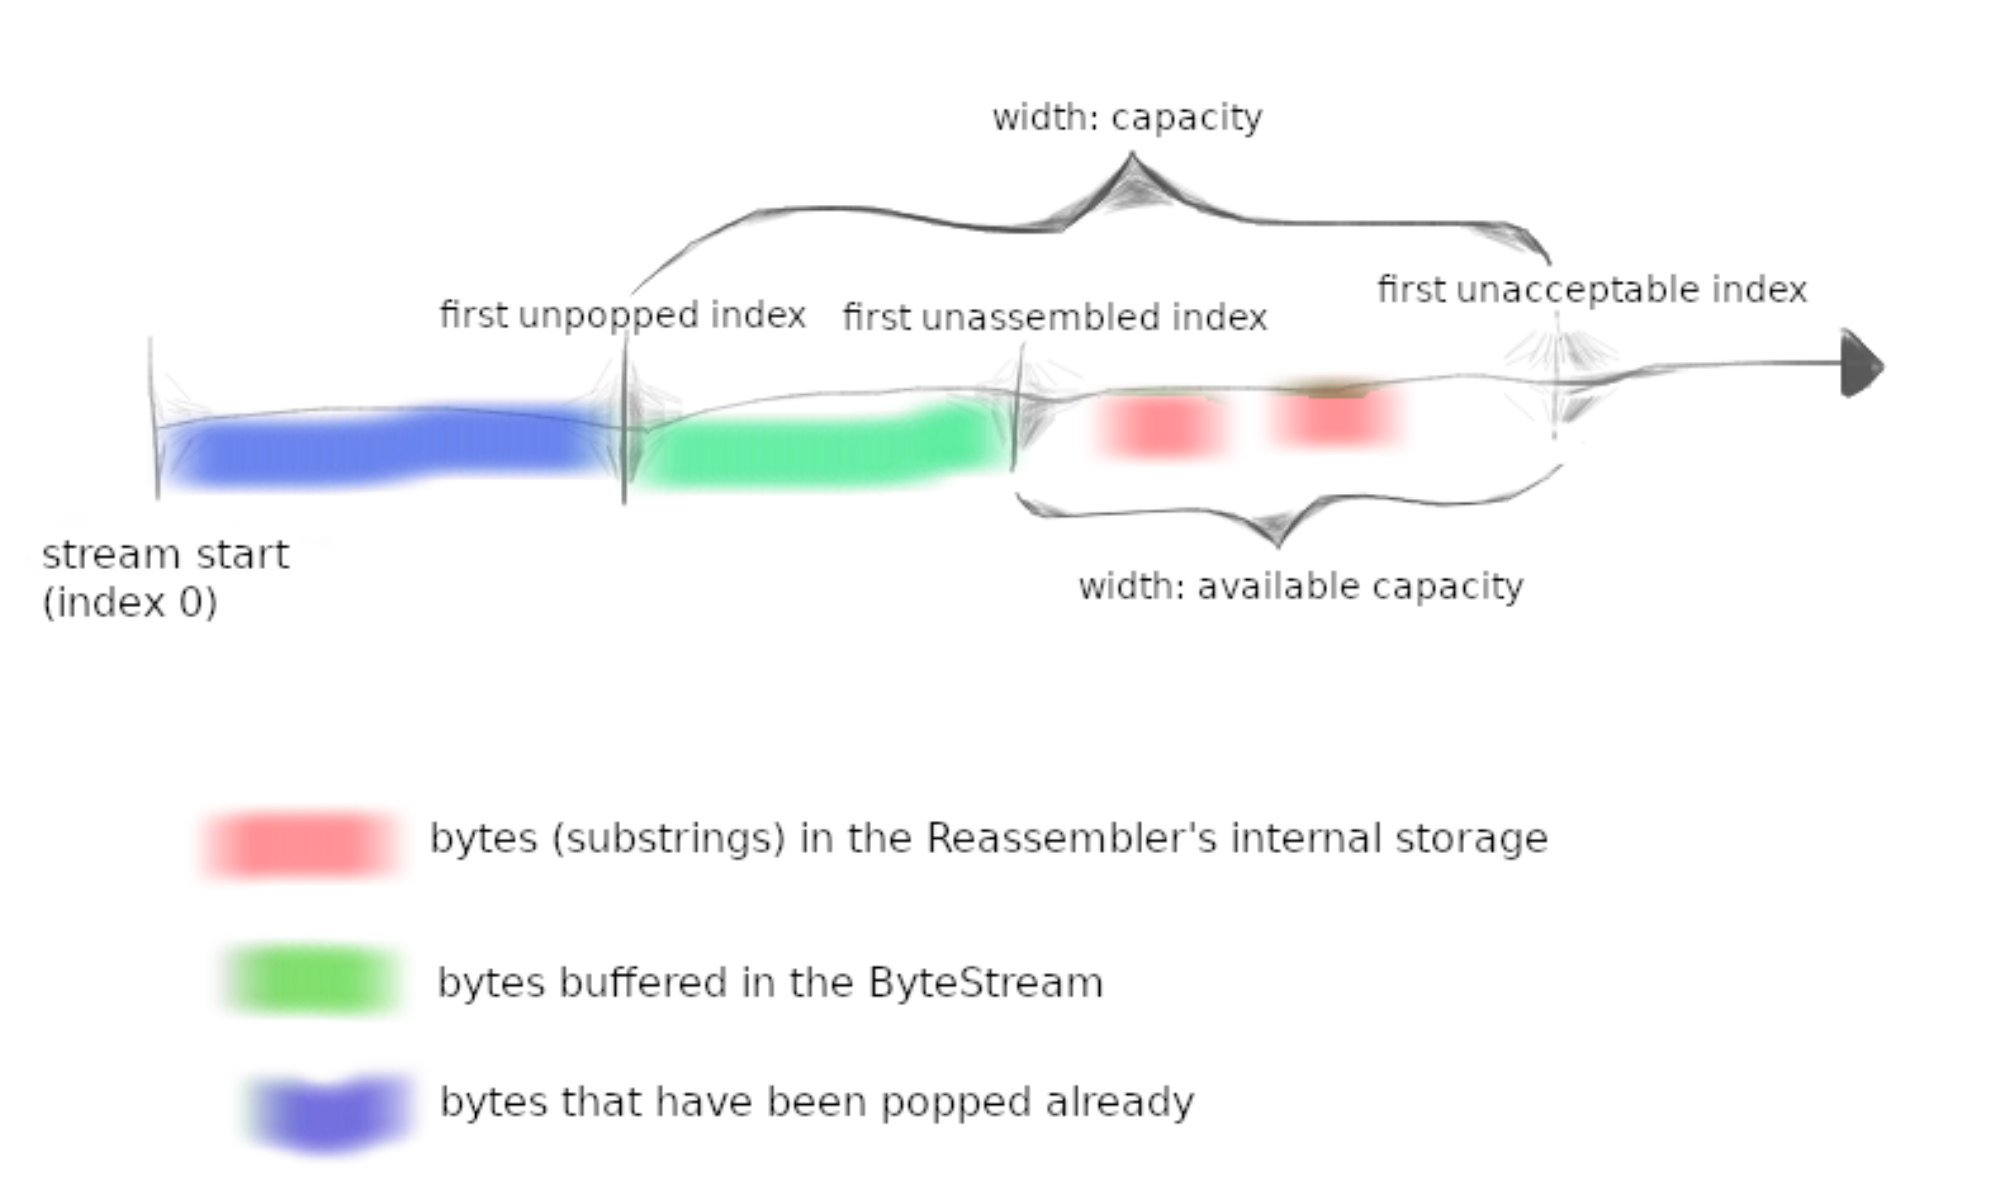 width: capacity
first unpopped index
first unassembled index
first unacceptable index
stream start
(index 0)
width: available capacity
bytes (substrings) in the Reassembler's internal storage
bytes buffered in the ByteStream
bytes that have been popped already